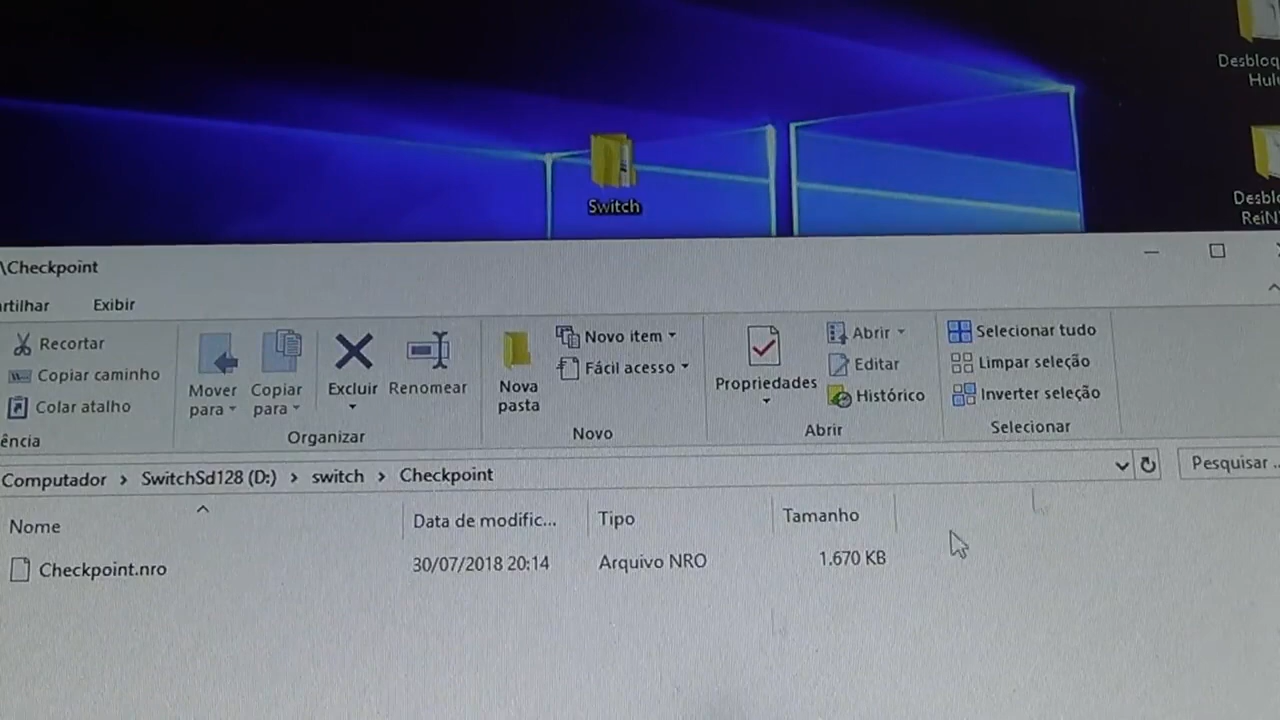 Desbloq
Hul
Switch
Desblo
ReiN
\Checkpoint
artilhar
Exibir
Recortar
Copiar caminho
Colar atalho
ência
Mover para
Copiar para
Excluir
Renomear
Organizar
Nova pasta
Novo item
Fácil acesso
Novo
Propriedades
Abrir
Editar
Histórico
Abrir
Selecionar tudo
Limpar seleção
Inverter seleção
Selecionar
Computador > SwitchSd128 (D:) > switch > Checkpoint
Pesquisar ...
Nome
Data de modific...
Tipo
Tamanho
Checkpoint.nro
30/07/2018 20:14
Arquivo NRO
1.670 KB